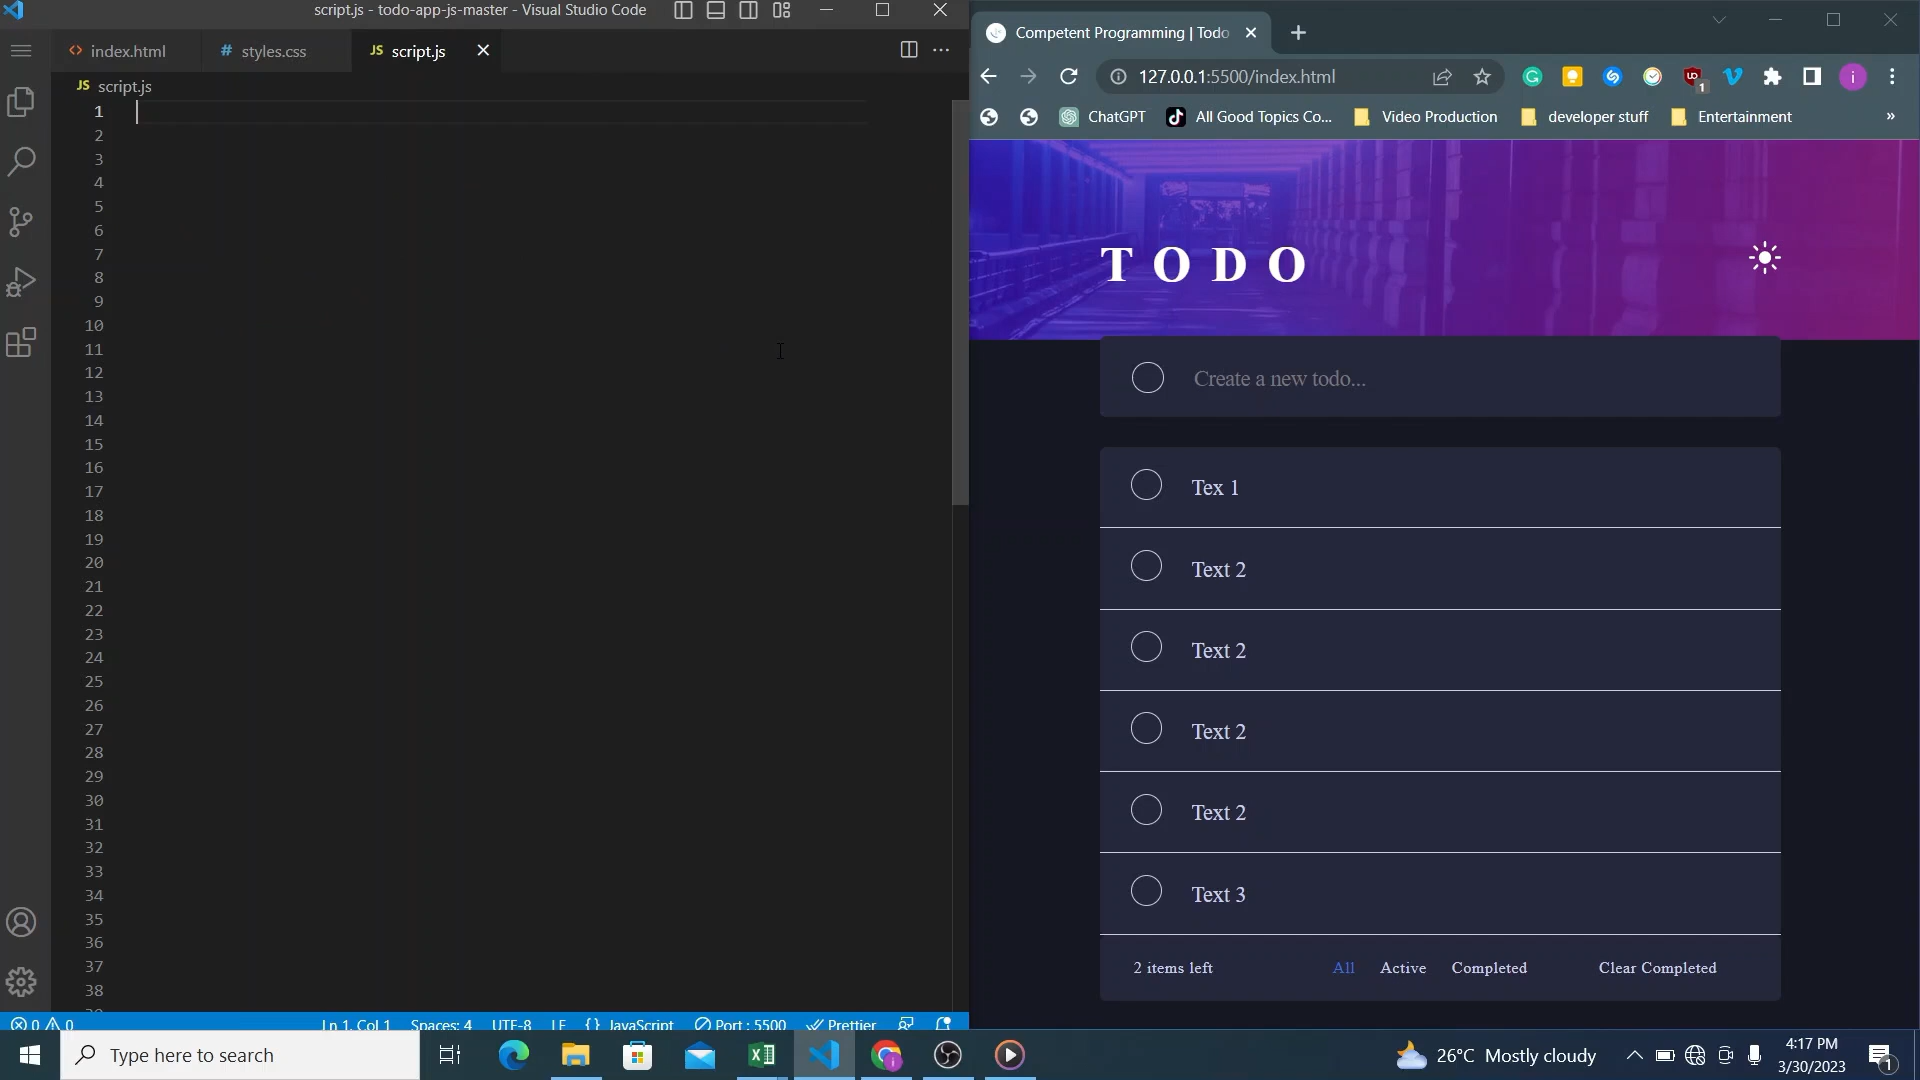 script.js - todo-app-js-master - Visual Studio Code
<> index.html
# styles.css
JS script.js
JS script.js
1
2
3
4
5
6
7
8
9
10
11
12
13
14
15
16
17
18
19
20
21
22
23
24
25
26
27
28
29
30
31
32
33
34
35
36
37
38
0 0
Ln 1, Col 1 Spaces: 4 UTF-8 LF {} JavaScript Port : 5500 Prettier
Competent Programming | Todo
127.0.0.1:5500/index.html
1
i
ChatGPT
All Good Topics Co...
Video Production
developer stuff
Entertainment
»
TODO
Create a new todo...
Tex 1
Text 2
Text 2
Text 2
Text 2
Text 3
2 items left
All Active Completed
Clear Completed
Type here to search
26°C Mostly cloudy
4:17 PM
3/30/2023
1